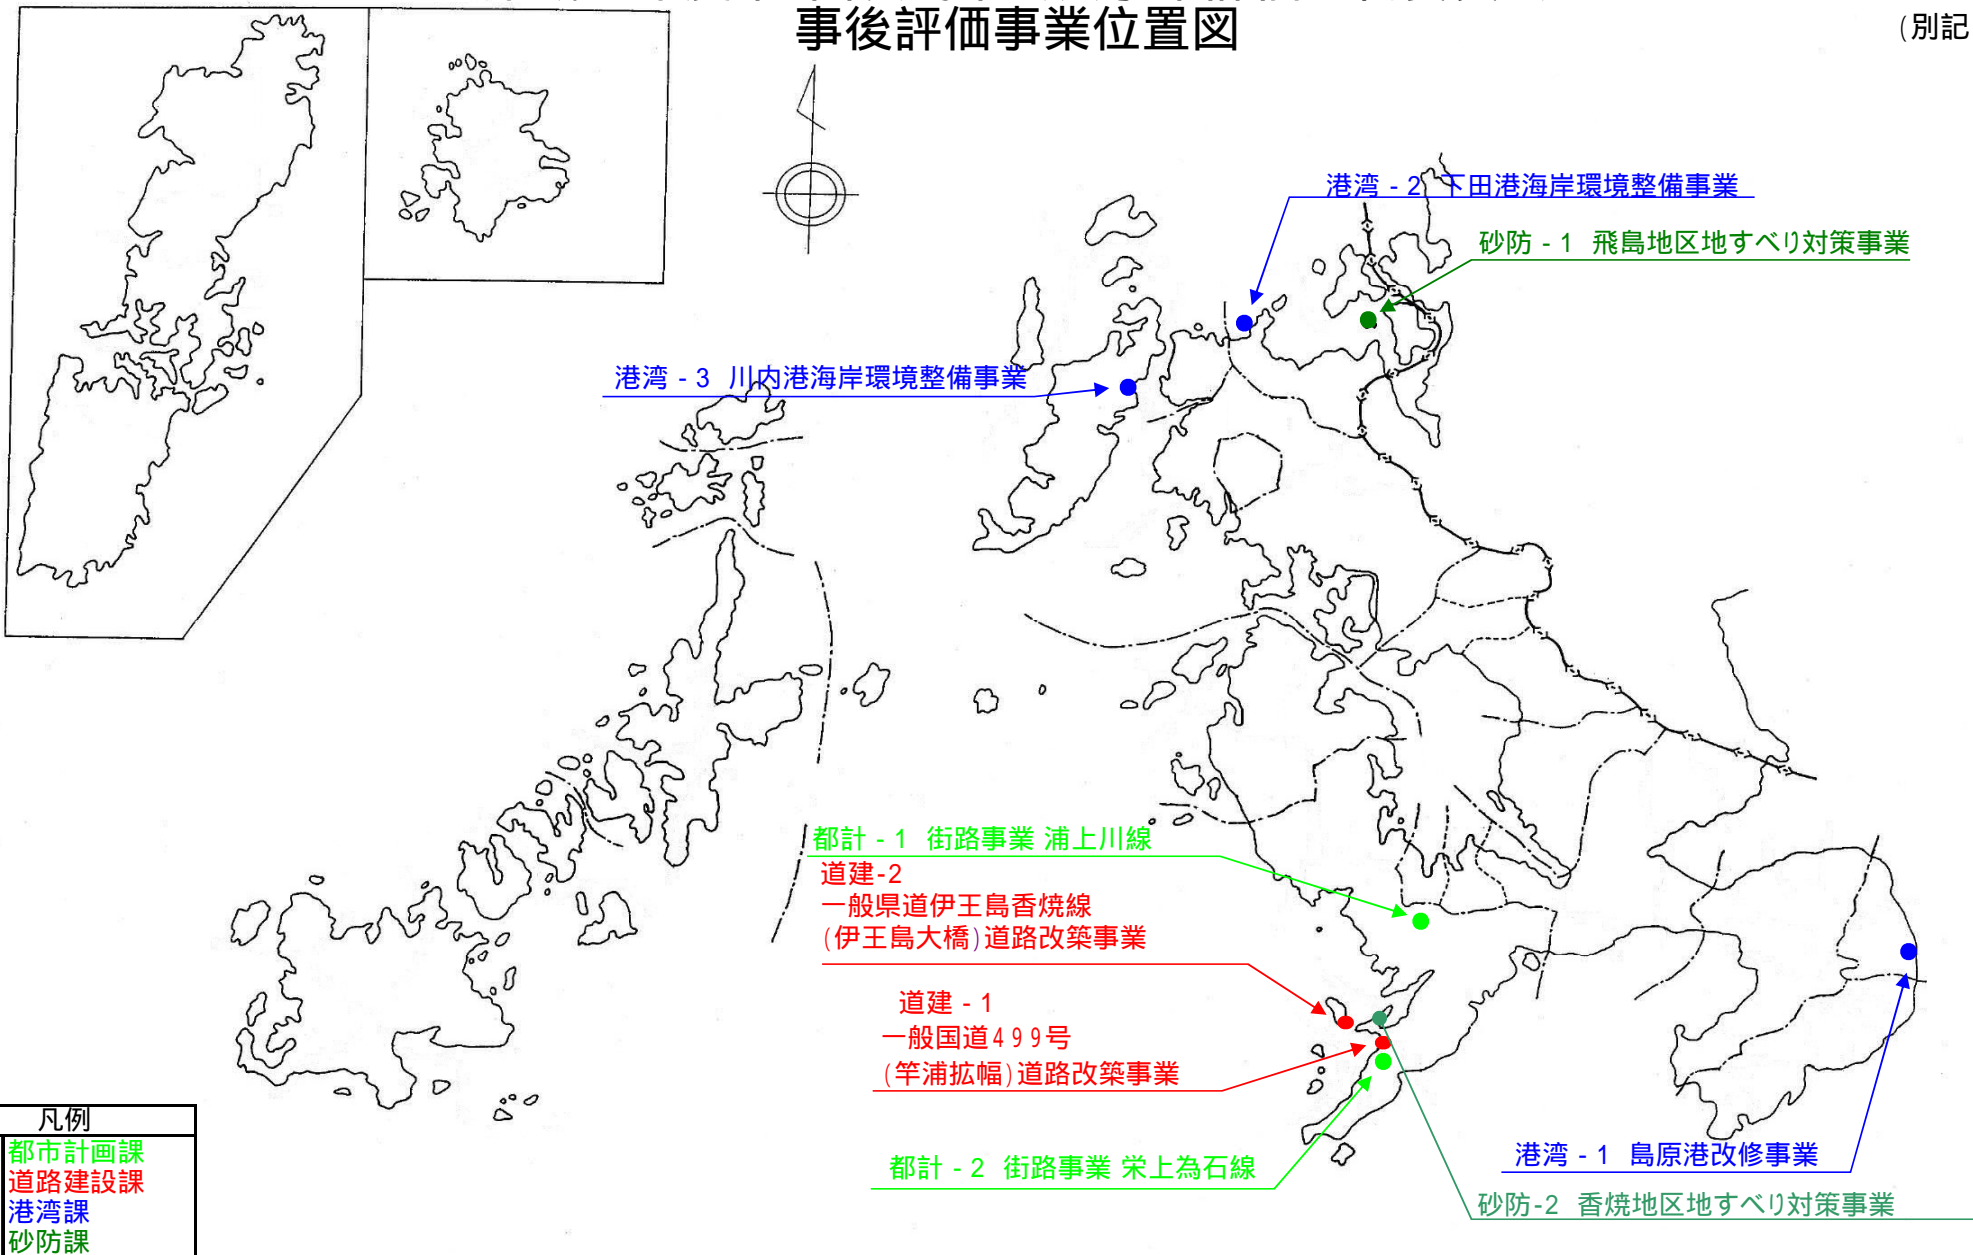 事後評価事業位置図
(別記
港湾 - 2 下田港海岸環境整備事業
砂防 - 1 飛島地区地すべり対策事業
港湾 - 3 川内港海岸環境整備事業
都計 - 1 街路事業 浦上川線
道建-2
一般県道伊王島香焼線
(伊王島大橋)道路改築事業
道建 - 1
一般国道499号
(竿浦拡幅)道路改築事業
都計 - 2 街路事業 栄上為石線
港湾 - 1 島原港改修事業
砂防-2 香焼地区地すべり対策事業
凡例
都市計画課
道路建設課
港湾課
砂防課